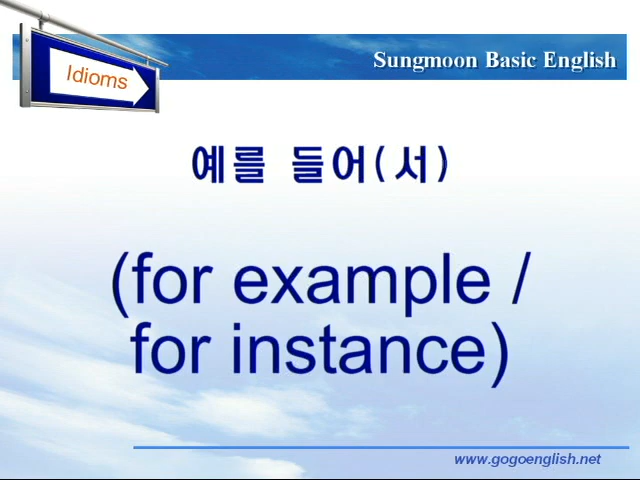 Sungmoon Basic English
Idioms
예를 들어(서)
(for example /
for instance)
www.gogoenglish.net